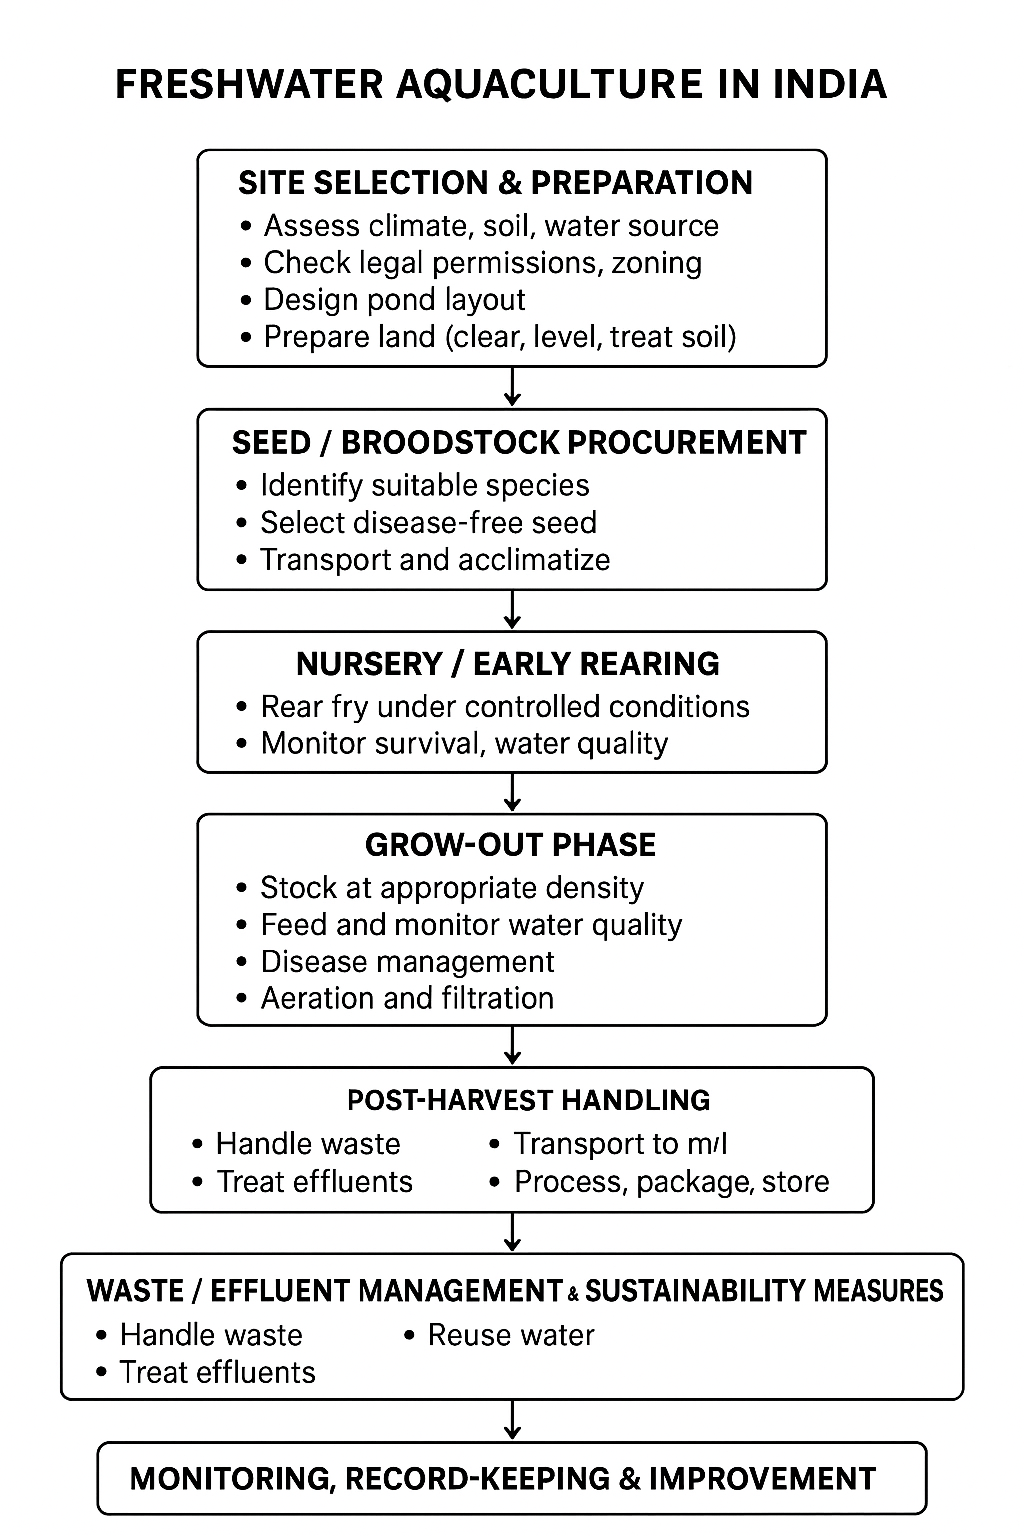 FRESHWATER AQUACULTURE IN INDIA
SITE SELECTION & PREPARATION
• Assess climate, soil, water source
• Check legal permissions, zoning
• Design pond layout
• Prepare land (clear, level, treat soil)
SEED / BROODSTOCK PROCUREMENT
• Identify suitable species
• Select disease-free seed
• Transport and acclimatize
NURSERY / EARLY REARING
• Rear fry under controlled conditions
• Monitor survival, water quality
GROW-OUT PHASE
• Stock at appropriate density
• Feed and monitor water quality
• Disease management
• Aeration and filtration
POST-HARVEST HANDLING
• Handle waste
• Treat effluents
• Transport to
• Process, package, store
WASTE / EFFLUENT MANAGEMENT & SUSTAINABILITY MEASURES
• Handle waste
• Treat effluents
• Reuse water
MONITORING, RECORD-KEEPING & IMPROVEMENT